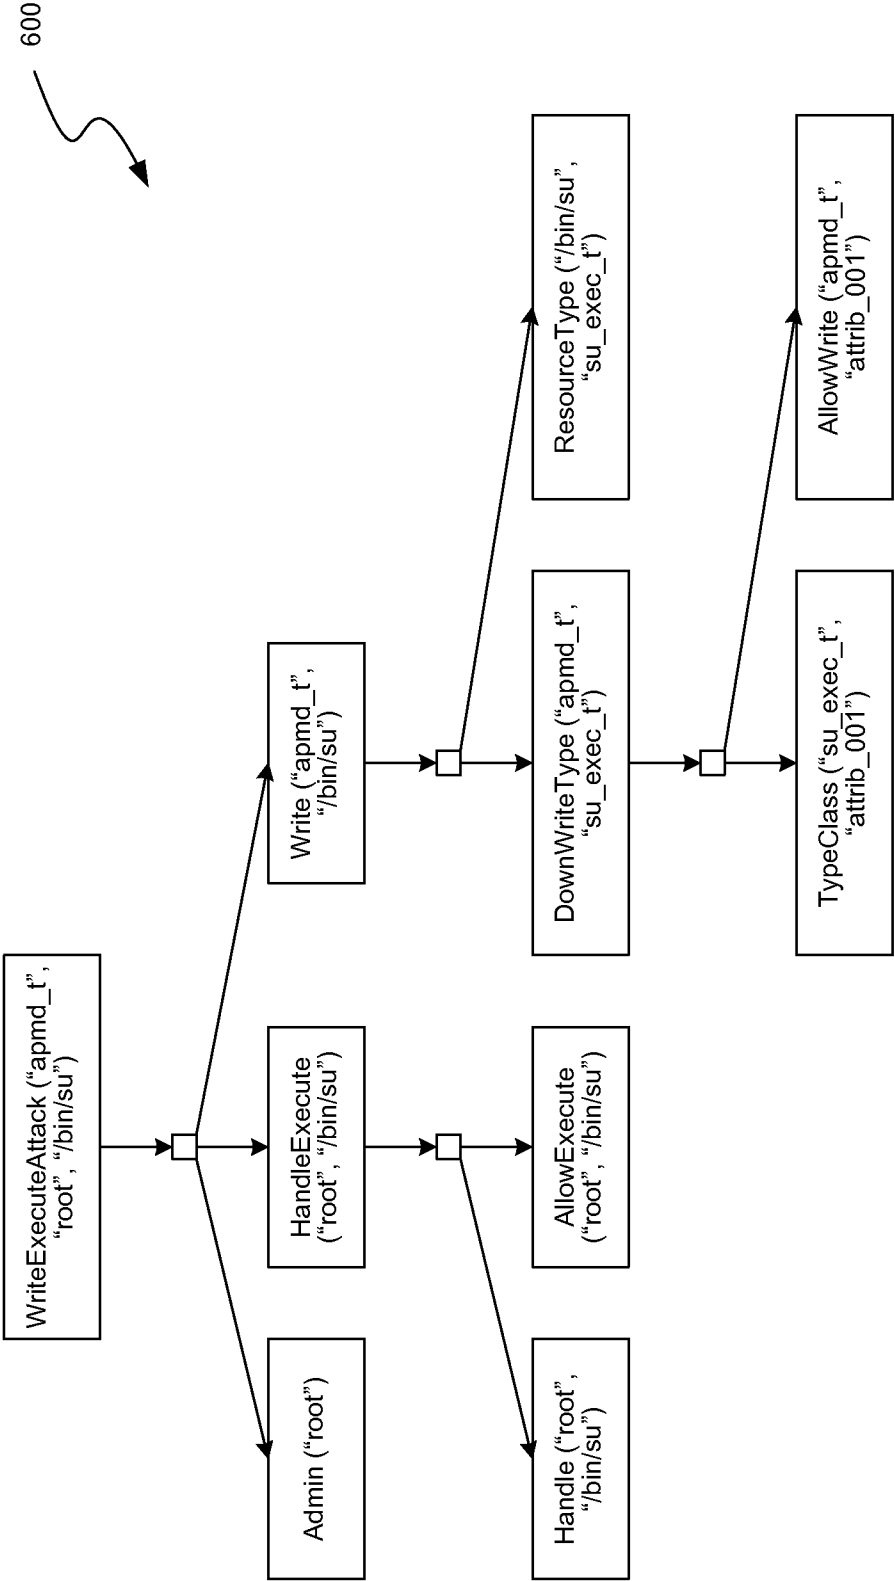 600
WriteExecuteAttack (“apmd_t”,
“root”, “/bin/su”)
Admin (“root”)
HandleExecute
(“root”, “/bin/su”)
Write (“apmd_t”,
“/bin/su”)
Handle (“root”,
“/bin/su”)
AllowExecute
(“root”, “/bin/su”)
DownWriteType (“apmd_t”,
“su_exec_t”)
ResourceType (“/bin/su”,
“su_exec_t”)
TypeClass (“su_exec_t”,
“attrib_001”)
AllowWrite (“apmd_t”,
“attrib_001”)